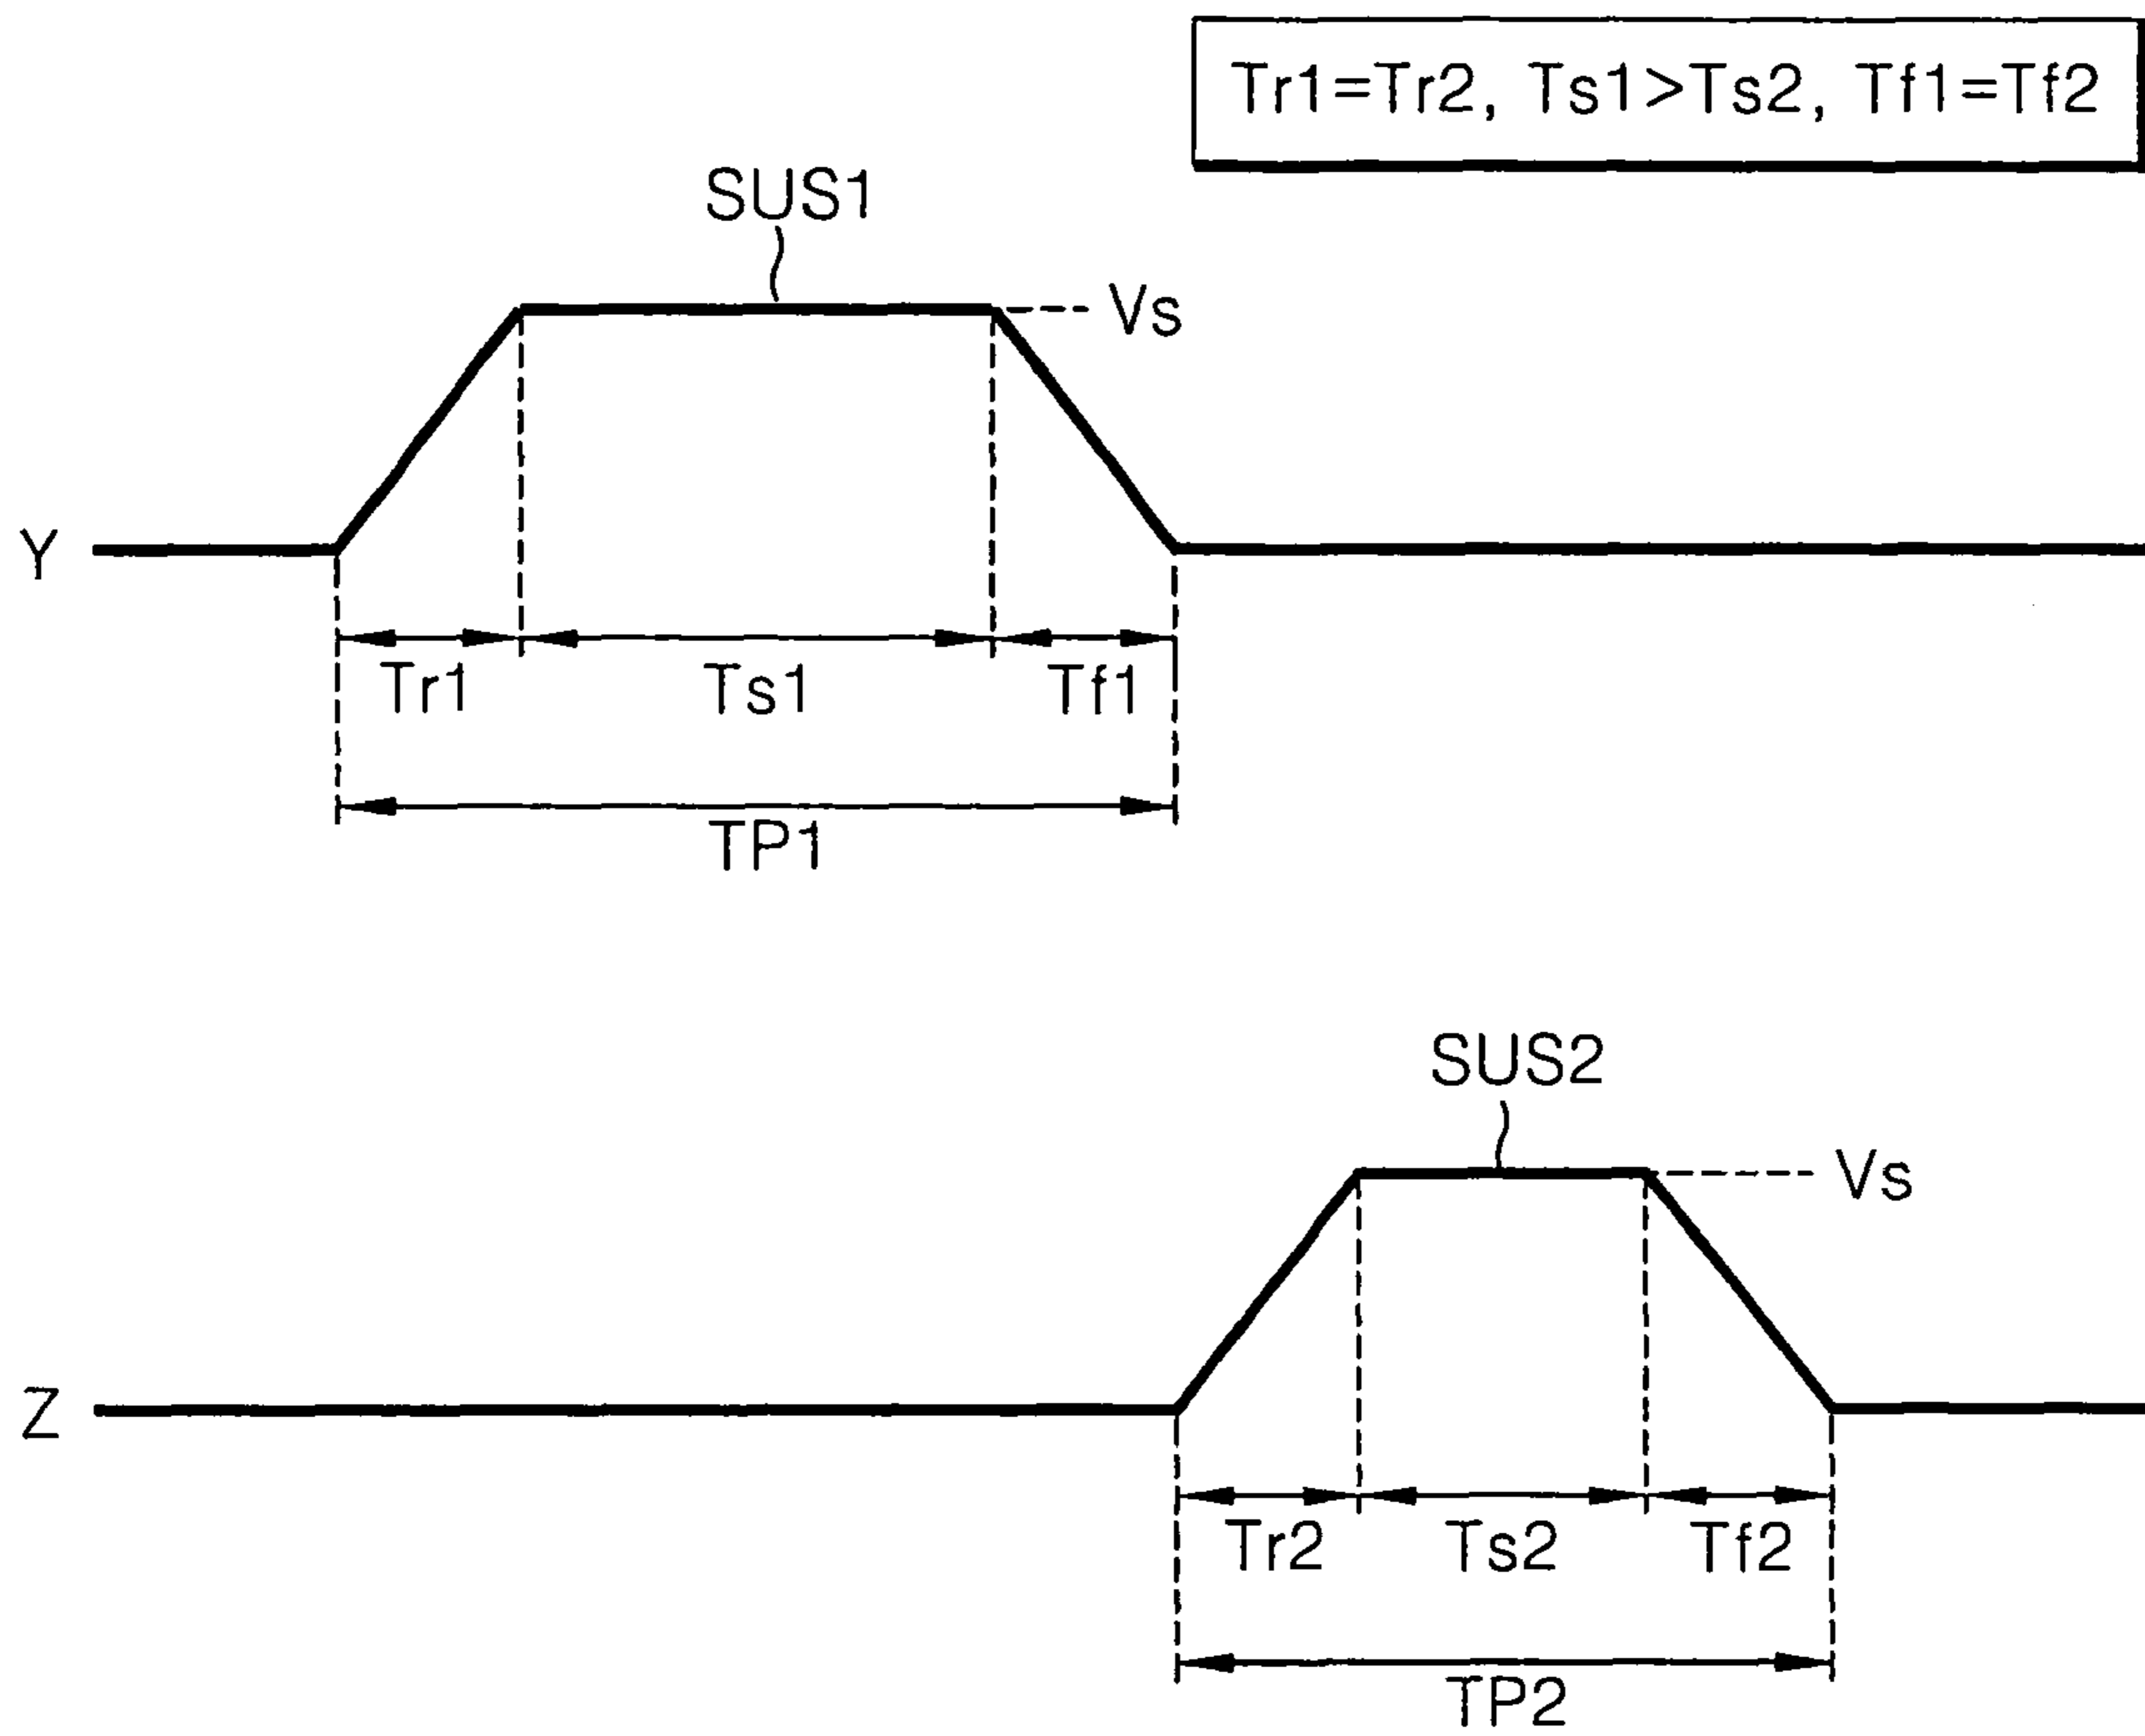 Tr1=Tr2, Ts1>Ts2, Tf1=Tf2
SUS1
Vs
Y
Tr1 Ts1 Tf1
TP1
SUS2
Vs
Z
Tr2 Ts2 Tf2
TP2